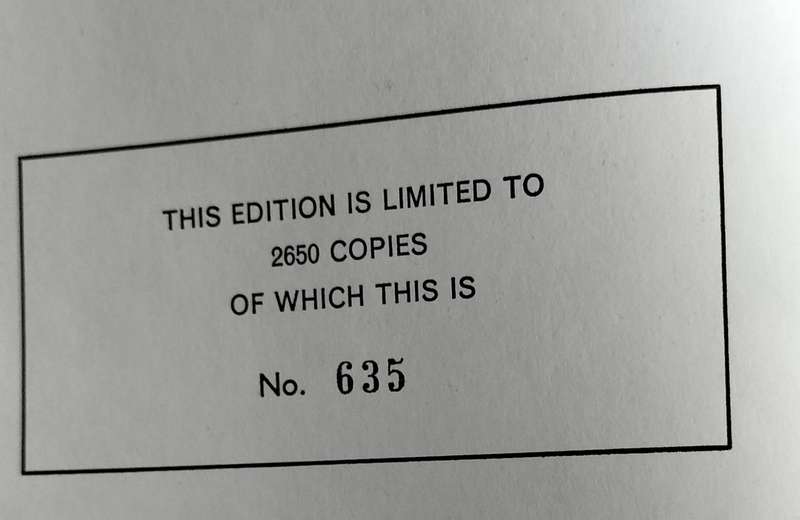 THIS EDITION IS LIMITED TO
2650 COPIES
OF WHICH THIS IS
No. 635